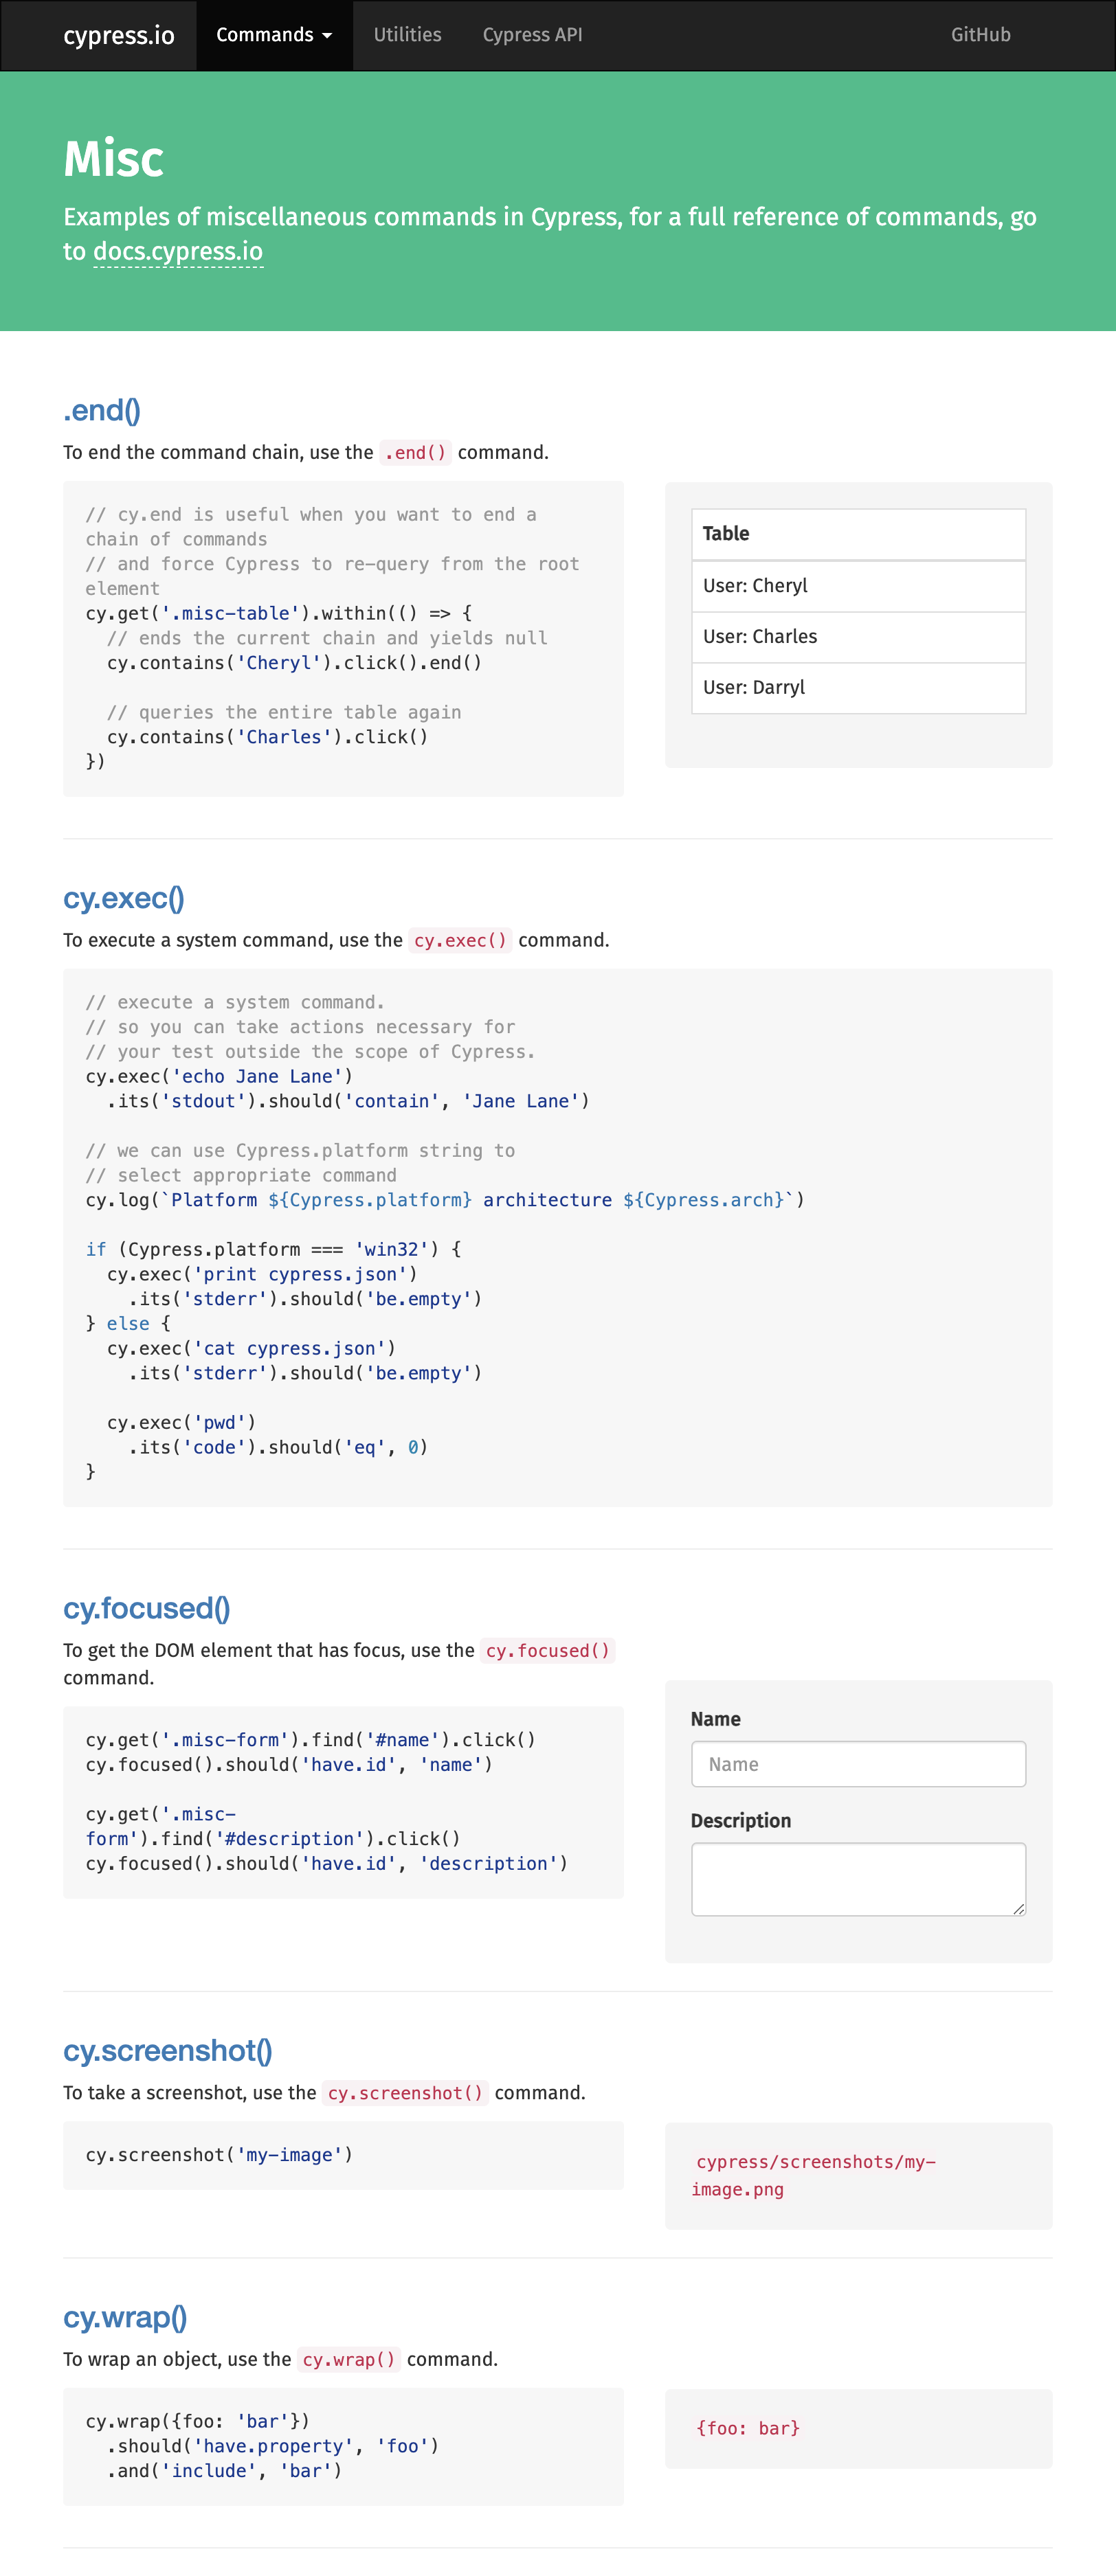 cypress.io Commands Utilities Cypress API GitHub
Misc
Examples of miscellaneous commands in Cypress, for a full reference of commands, go
to docs.cypress.io
.end()
To end the command chain, use the .end() command.
// cy.end is useful when you want to end a
chain of commands
// and force Cypress to re-query from the root
element
cy.get('.misc-table').within(() => {
  // ends the current chain and yields null
  cy.contains('Cheryl').click().end()
  // queries the entire table again
  cy.contains('Charles').click()
})
Table
User: Cheryl
User: Charles
User: Darryl
cy.exec()
To execute a system command, use the cy.exec() command.
// execute a system command.
// so you can take actions necessary for
// your test outside the scope of Cypress.
cy.exec('echo Jane Lane')
  .its('stdout').should('contain', 'Jane Lane')
// we can use Cypress.platform string to
// select appropriate command
cy.log(`Platform ${Cypress.platform} architecture ${Cypress.arch}`)
if (Cypress.platform === 'win32') {
  cy.exec('print cypress.json')
    .its('stderr').should('be.empty')
} else {
  cy.exec('cat cypress.json')
    .its('stderr').should('be.empty')
  cy.exec('pwd')
    .its('code').should('eq', 0)
}
cy.focused()
To get the DOM element that has focus, use the cy.focused()
command.
cy.get('.misc-form').find('#name').click()
cy.focused().should('have.id', 'name')
cy.get('.misc-
form').find('#description').click()
cy.focused().should('have.id', 'description')
Name
Name
Description
cy.screenshot()
To take a screenshot, use the cy.screenshot() command.
cy.screenshot('my-image')
cypress/screenshots/my-
image.png
cy.wrap()
To wrap an object, use the cy.wrap() command.
cy.wrap({foo: 'bar'})
  .should('have.property', 'foo')
  .and('include', 'bar')
{foo: bar}